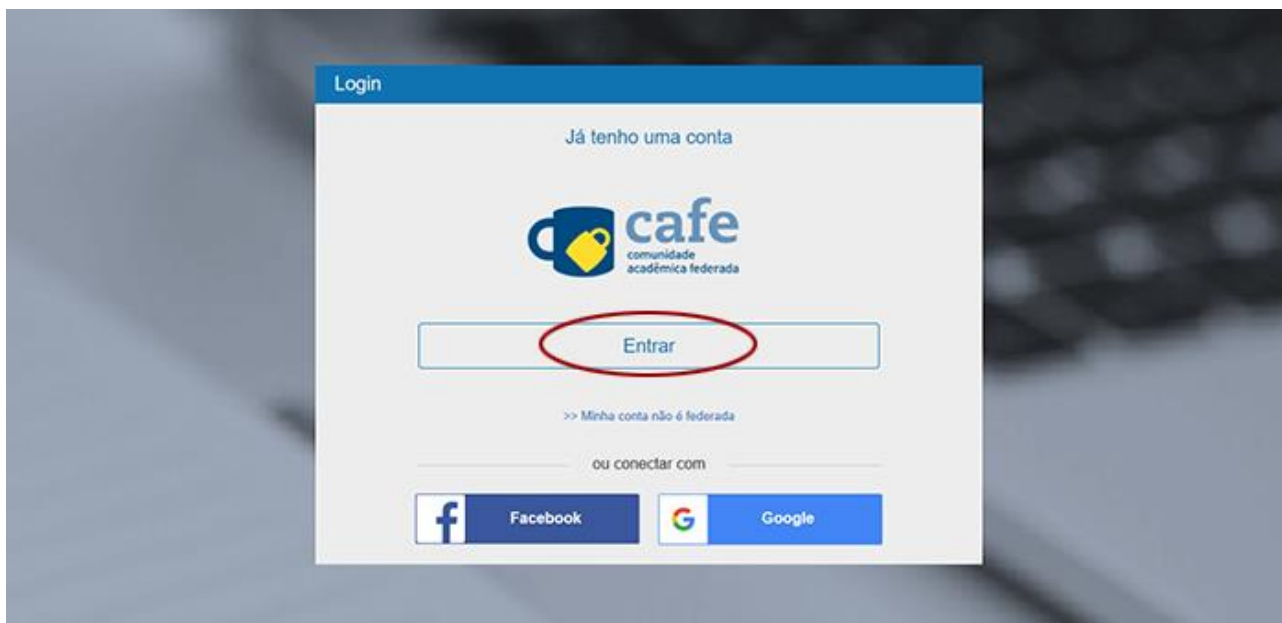 Login
Já tenho uma conta
cafe
comunidade
acadêmica federada
Entrar
>> Minha conta não é federada
ou conectar com
Facebook
Google